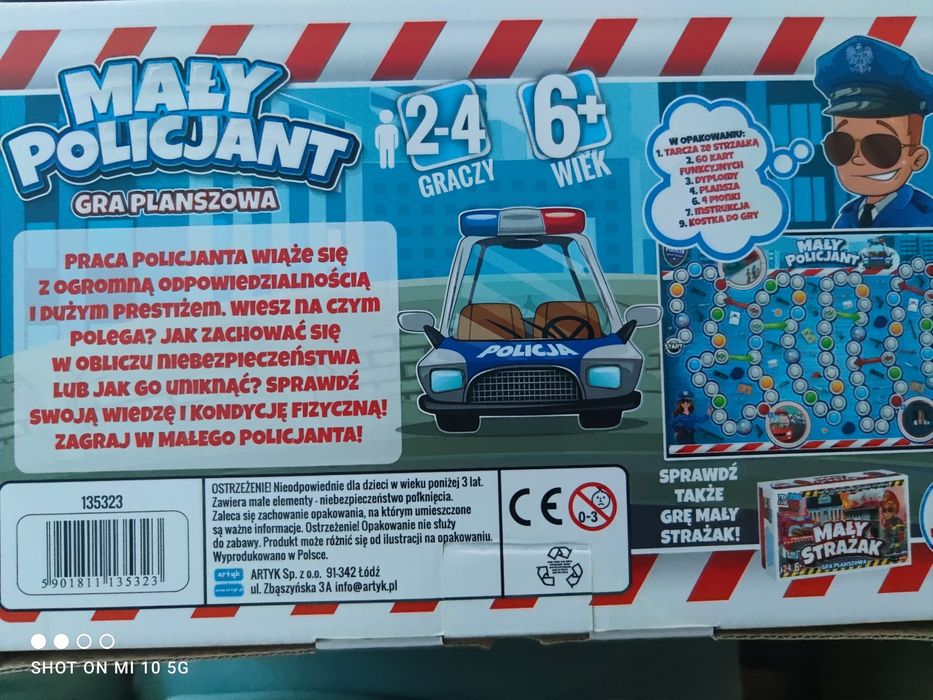 MAŁY
POLICJANT
GRA PLANSZOWA
2-4
GRACZY
6+
WIEK
W OPAKOWANIU:
1. TARCZA ZE STRZAŁKĄ
2. 60 KART
FUNKCYJNYCH
3. DYPLOMY
4. PLANSZA
6. 4 PIONKI
7. INSTRUKCJA
9. KOSTKA DO GRY
PRACA POLICJANTA WIĄŻE SIĘ
Z OGROMNĄ ODPOWIEDZIALNOŚCIĄ
I DUŻYM PRESTIŻEM. WIESZ NA CZYM
POLEGA? JAK ZACHOWAĆ SIĘ
W OBLICZU NIEBEZPIECZEŃSTWA
LUB JAK GO UNIKNĄĆ? SPRAWDŹ
SWOJĄ WIEDZĘ I KONDYCJĘ FIZYCZNĄ!
ZAGRAJ W MAŁEGO POLICJANTA!
POLICJA
MAŁY
POLICJANT
START
135323
5 901811 135323
OSTRZEŻENIE! Nieodpowiednie dla dzieci w wieku poniżej 3 lat.
Zawiera małe elementy - niebezpieczeństwo połknięcia.
Zaleca się zachowanie opakowania, na którym umieszczone
są ważne informacje. Ostrzeżenie! Opakowanie nie służy
do zabawy. Produkt może różnić się od ilustracji na opakowaniu.
Wyprodukowano w Polsce.
artyk
ARTYK Sp. z o.o. 91-342 Łódź
ul. Zbąszyńska 3A info@artyk.pl
CE
0-3
SPRAWDŹ
TAKŻE
GRĘ MAŁY
STRAŻAK!
MAŁY
STRAŻAK
GRA PLANSZOWA
SHOT ON MI 10 5G